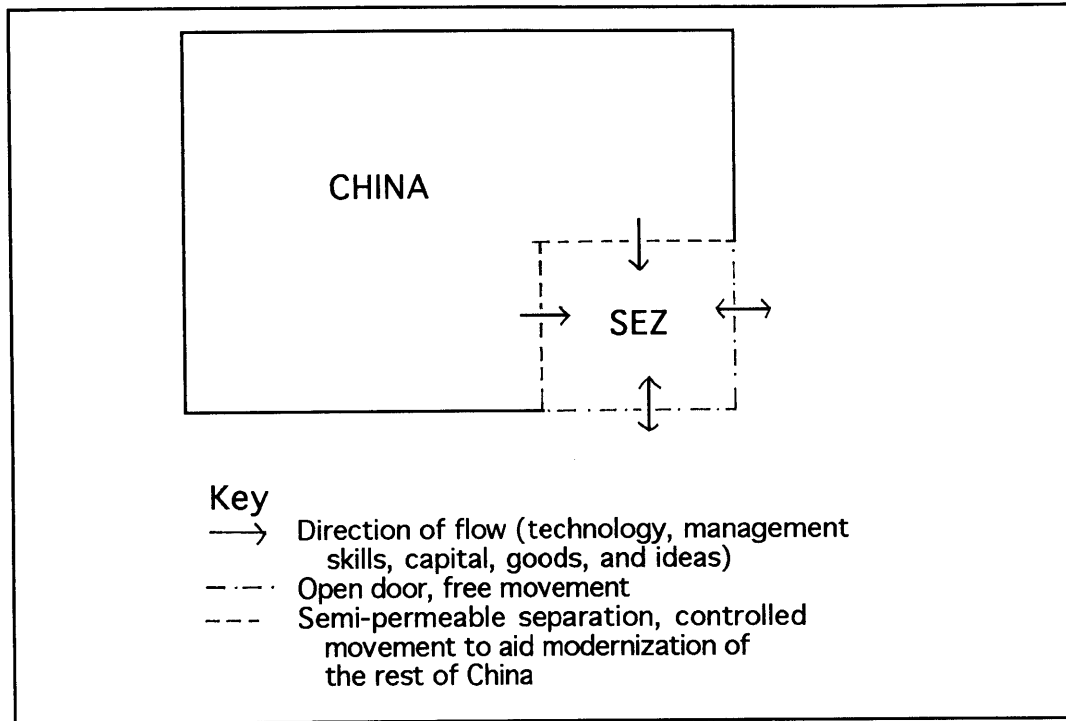 CHINA
SEZ
Key
Direction of flow (technology, management
skills, capital, goods, and ideas)
Open door, free movement
Semi-permeable separation, controlled
movement to aid modernization of
the rest of China